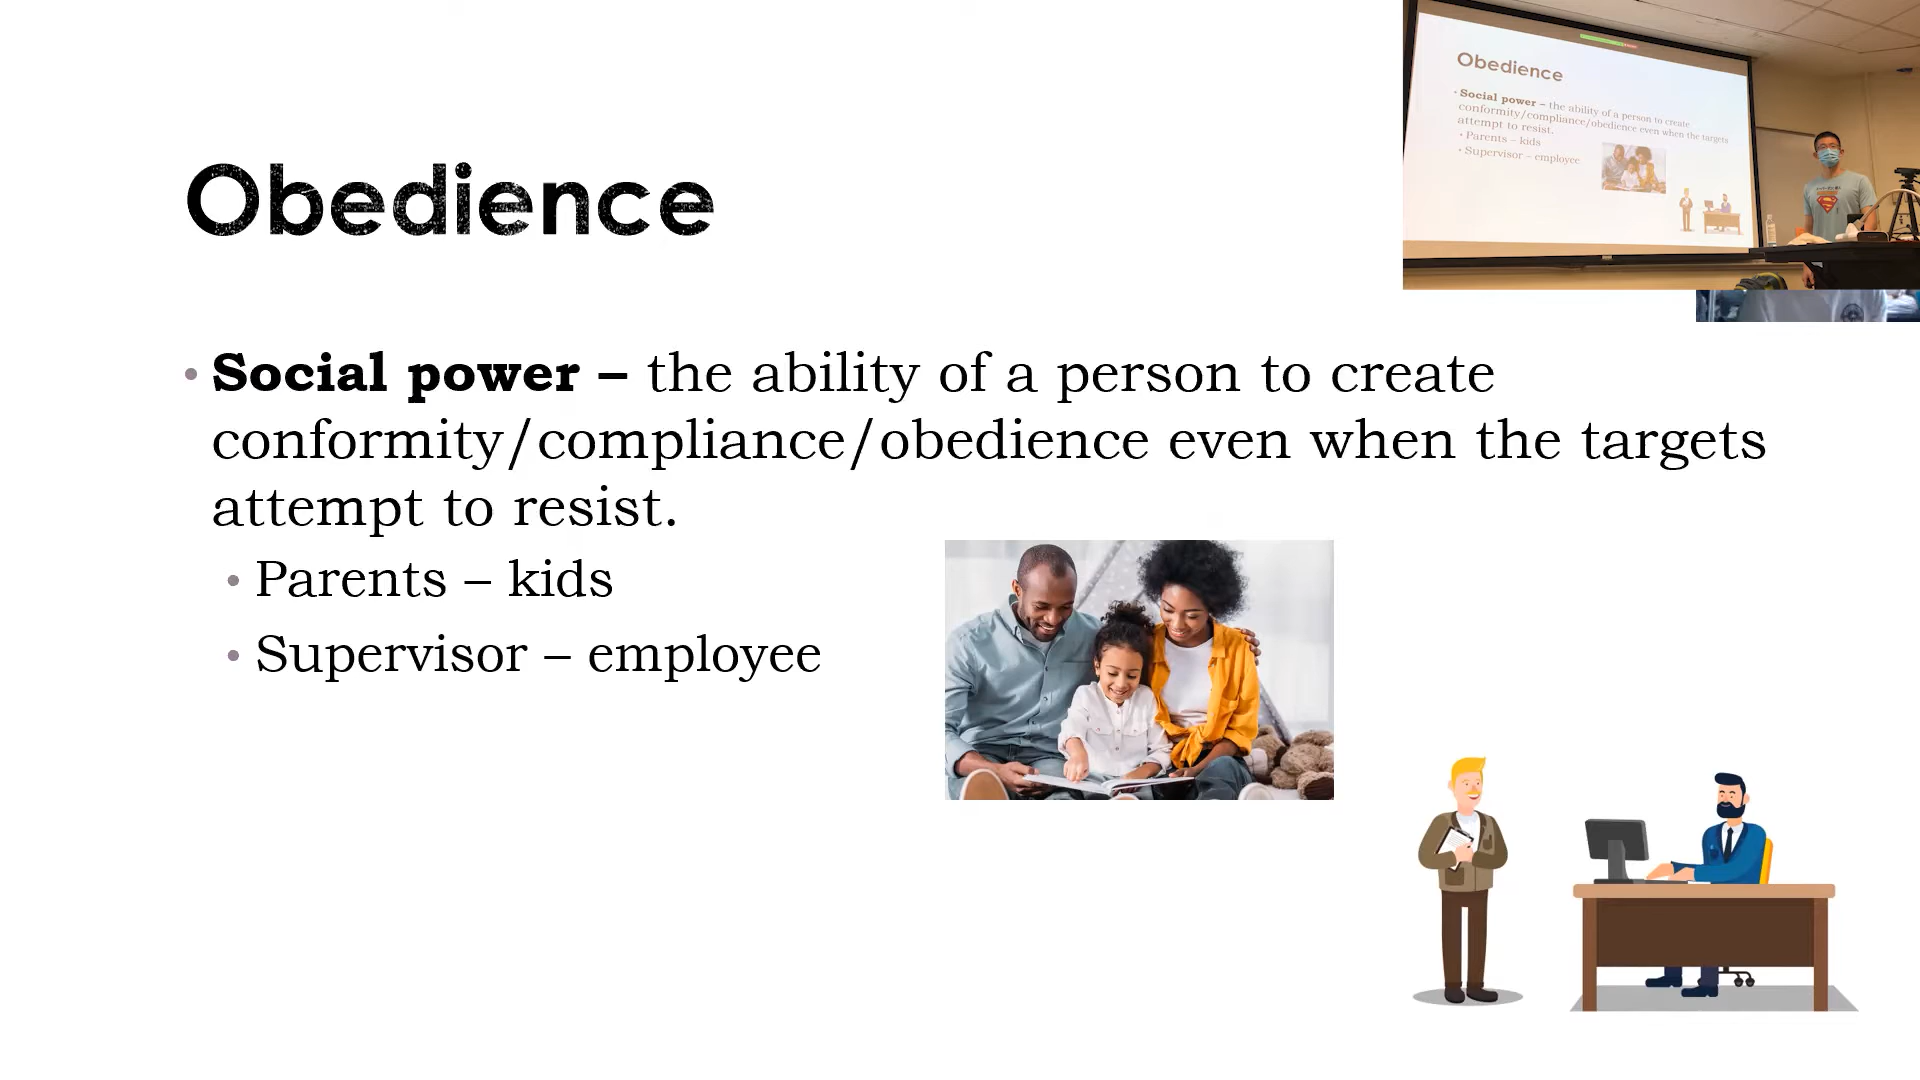 Obedience
• Social power – the ability of a person to create
conformity/compliance/obedience even when the targets
attempt to resist.
• Parents – kids
• Supervisor – employee
Obedience
• Social power – the ability of a person to create
conformity/compliance/obedience even when the targets
attempt to resist.
• Parents – kids
• Supervisor – employee